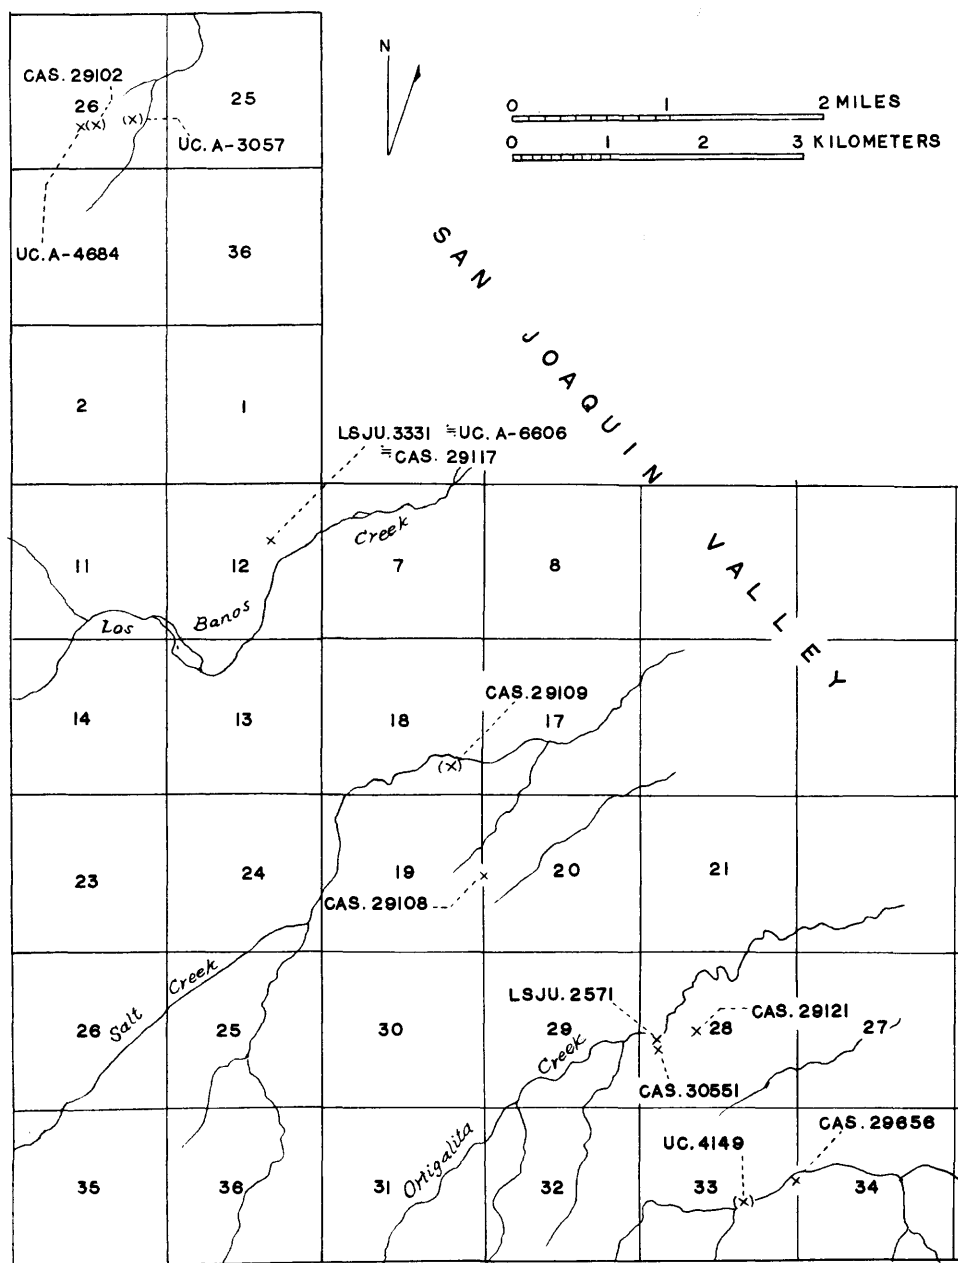 N
0 1 2 MILES
0 1 2 3 KILOMETERS
CAS. 29102
26
25
UC. A-3057
UC. A-4684
36
SAN JOAQUIN VALLEY
2
1
LSJU. 3331 ≡ UC. A-6606
≡ CAS. 29117
11
12
7
8
Los Banos Creek
14
13
18
17
CAS. 29109
23
24
19
20
21
CAS. 29108
Salt Creek
26
25
30
29
28
27
LSJU. 2571
CAS. 29121
CAS. 30551
Ortigalita Creek
UC. 4149
CAS. 29656
35
36
31
32
33
34